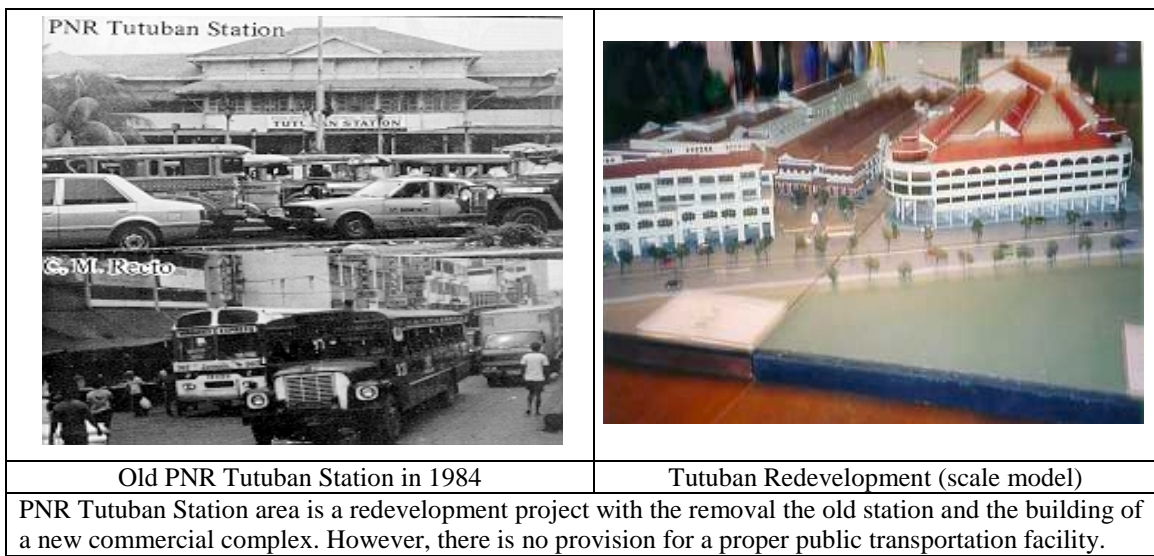 PNR Tutuban Station
TUTUBAN STATION
C. M. Recto
Old PNR Tutuban Station in 1984
Tutuban Redevelopment (scale model)
PNR Tutuban Station area is a redevelopment project with the removal the old station and the building of
a new commercial complex. However, there is no provision for a proper public transportation facility.